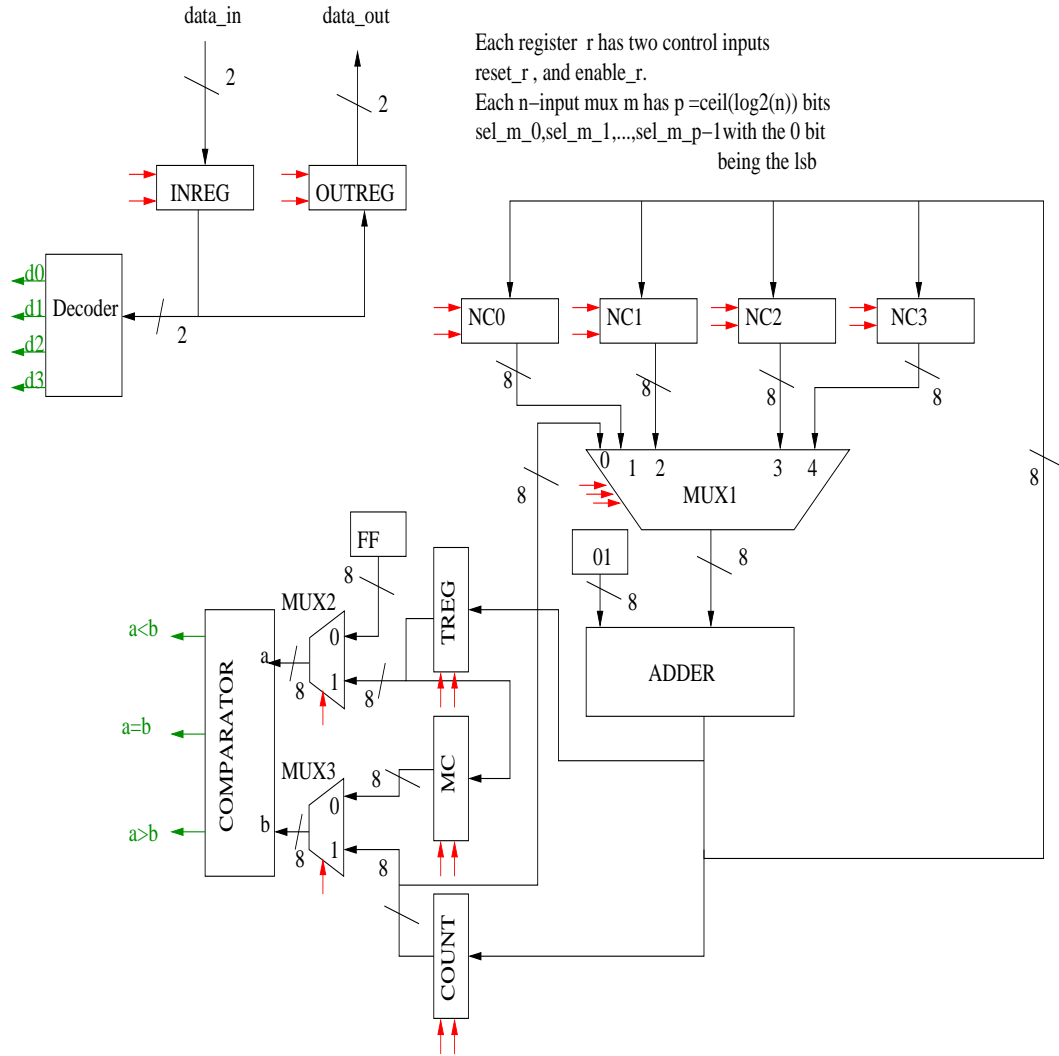 data_in
data_out
Each register r has two control inputs
reset_r , and enable_r.
Each n−input mux m has p =ceil(log2(n)) bits
sel_m_0,sel_m_1,...,sel_m_p−1with the 0 bit
being the lsb
2
2
INREG
OUTREG
d0
d1
d2
d3
Decoder
2
NC0
NC1
NC2
NC3
8
8
8
8
0
1
2
3
4
MUX1
8
8
FF
01
8
8
8
MUX2
0
1
8
8
TREG
a<b
a
ADDER
a=b
COMPARATOR
MUX3
0
1
8
8
8
MC
a>b
b
COUNT